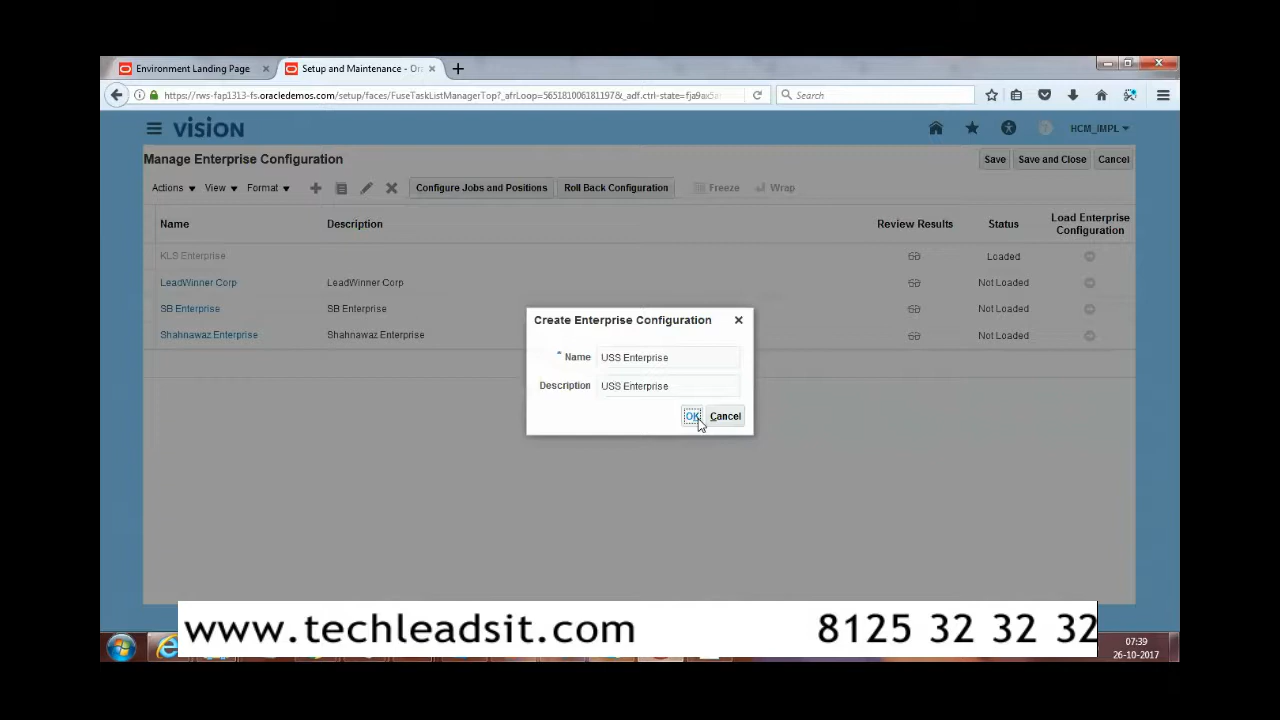 Environment Landing Page
Setup and Maintenance - Ora
https://rws-fap1313-fs.oracledemos.com/setup/faces/FuseTaskListManagerTop?_afrLoop=5651810061811978&_adf.ctrl-state=
Search
VISION
HCM_IMPL
Manage Enterprise Configuration
Save
Save and Close
Cancel
Actions
View
Format
Configure Jobs and Positions
Roll Back Configuration
Freeze
Wrap
Name
Description
Review Results
Status
Load Enterprise
Configuration
KLS Enterprise
Loaded
LeadWinner Corp
LeadWinner Corp
Not Loaded
SB Enterprise
SB Enterprise
Not Loaded
Shahnawaz Enterprise
Shahnawaz Enterprise
Not Loaded
Create Enterprise Configuration
* Name
USS Enterprise
Description
USS Enterprise
OK
Cancel
www.techleadsit.com
8125 32 32 32
07:39
26-10-2017